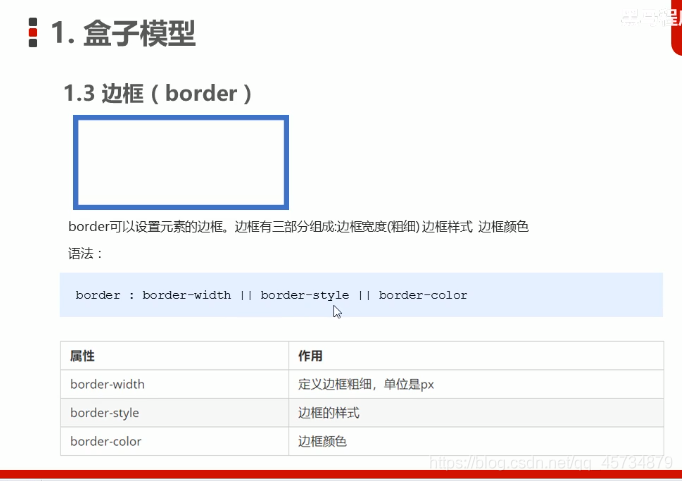 1. 盒子模型
1.3 边框（border）
border可以设置元素的边框。边框有三部分组成:边框宽度(粗细) 边框样式 边框颜色
语法：
border : border-width || border-style || border-color
属性 作用
border-width 定义边框粗细，单位是px
border-style 边框的样式
border-color 边框颜色
https://blog.csdn.net/qq_45734879